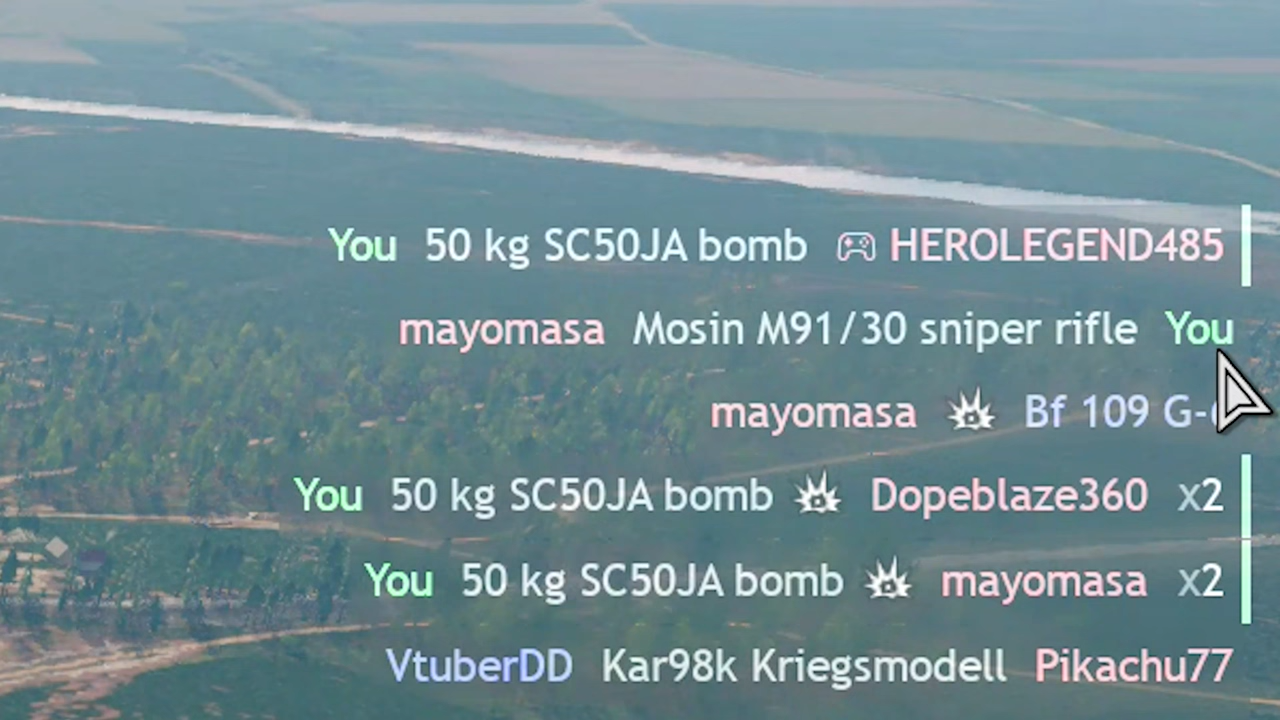 You 50 kg SC50JA bomb HEROLEGEND485
mayomasa Mosin M91/30 sniper rifle You
mayomasa Bf 109 G-
You 50 kg SC50JA bomb Dopeblaze360 x2
You 50 kg SC50JA bomb mayomasa x2
VtuberDD Kar98k Kriegsmodell Pikachu77